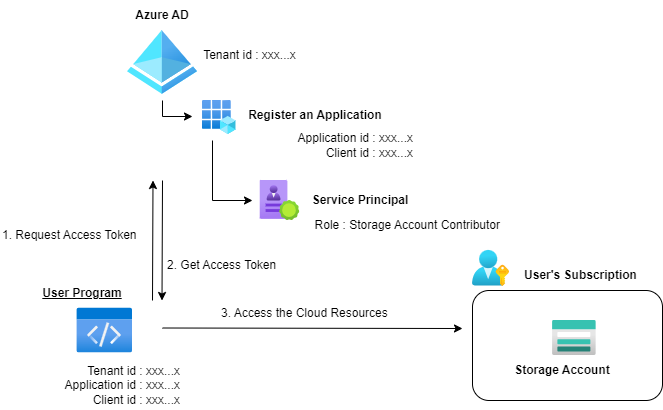 Azure AD
Tenant id : xxx...x
Register an Application
Application id : xxx...x
Client id : xxx...x
Service Principal
Role : Storage Account Contributor
1. Request Access Token
2. Get Access Token
User's Subscription
User Program
3. Access the Cloud Resources
Storage Account
Tenant id : xxx...x
Application id : xxx...x
Client id : xxx...x